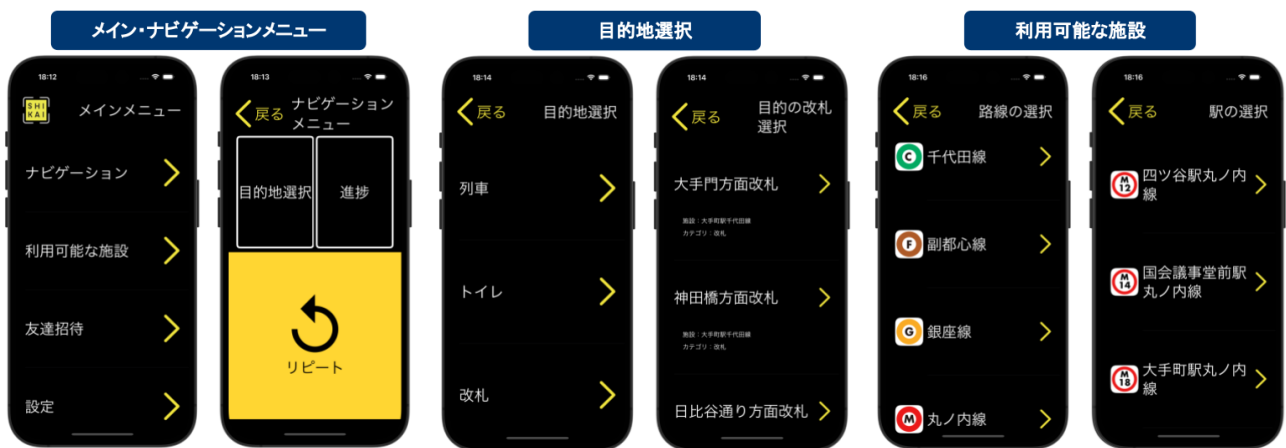 メイン・ナビゲーションメニュー
18:12
SHI
KAI
メインメニュー
ナビゲーション
利用可能な施設
友達招待
設定
18:13
戻る
ナビゲーション
メニュー
目的地選択
進捗
リピート
目的地選択
18:14
戻る
目的地選択
列車
トイレ
改札
18:14
戻る
目的の改札
選択
大手門方面改札
施設：大手町駅千代田線
カテゴリ：改札
神田橋方面改札
施設：大手町駅千代田線
カテゴリ：改札
日比谷通り方面改札
利用可能な施設
18:16
戻る
路線の選択
C 千代田線
F 副都心線
G 銀座線
M 丸ノ内線
18:16
戻る
駅の選択
M
12
四ツ谷駅丸ノ内
線
M
14
国会議事堂前駅
丸ノ内線
M
18
大手町駅丸ノ内
線